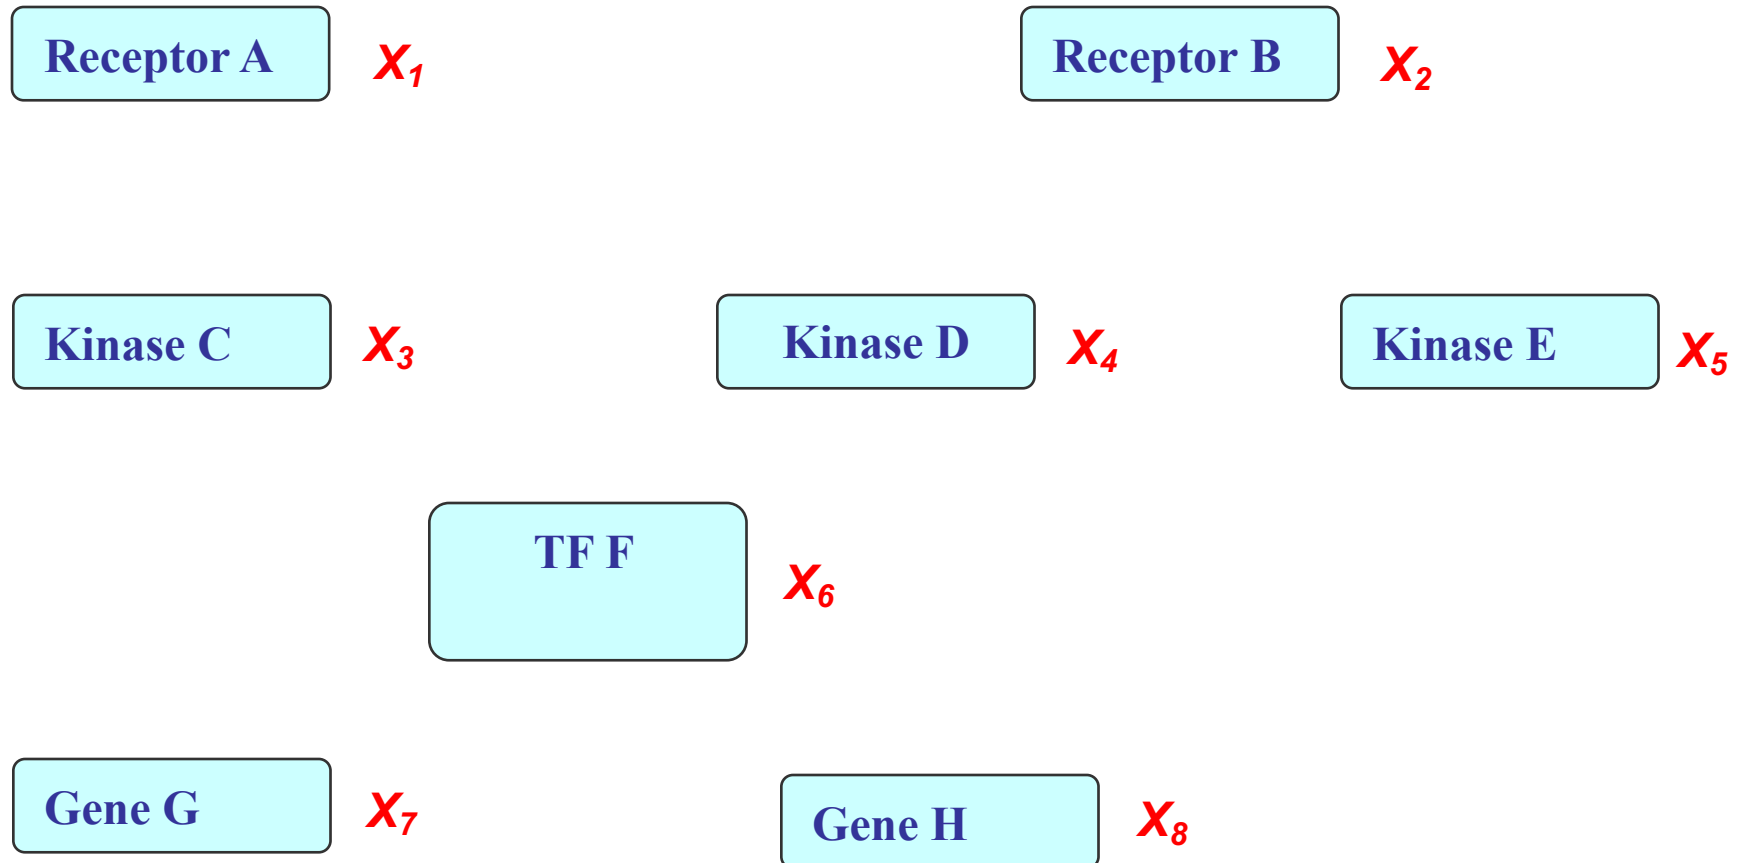 Receptor A X1
Receptor B X2
Kinase C X3
Kinase D X4
Kinase E X5
TF F X6
Gene G X7
Gene H X8